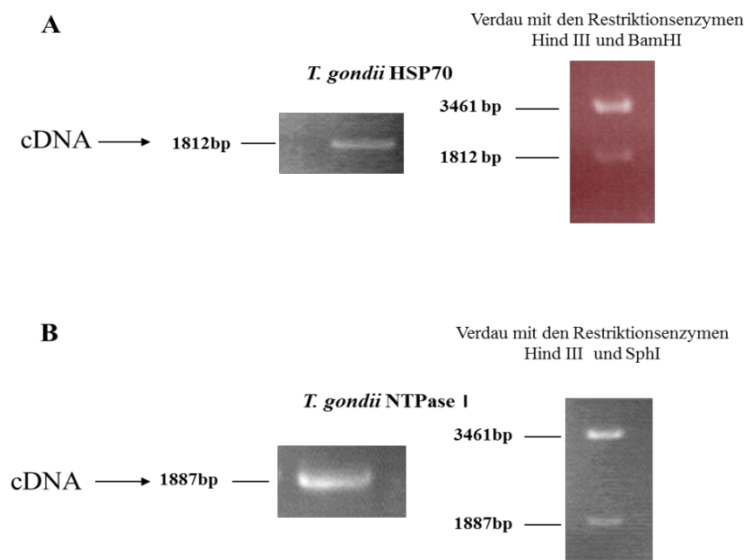 A
Verdau mit den Restriktionsenzymen
Hind III und BamHI
T. gondii HSP70
3461 bp
cDNA
1812bp
1812 bp
B
Verdau mit den Restriktionsenzymen
Hind III und SphI
T. gondii NTPase I
3461bp
cDNA
1887bp
1887bp